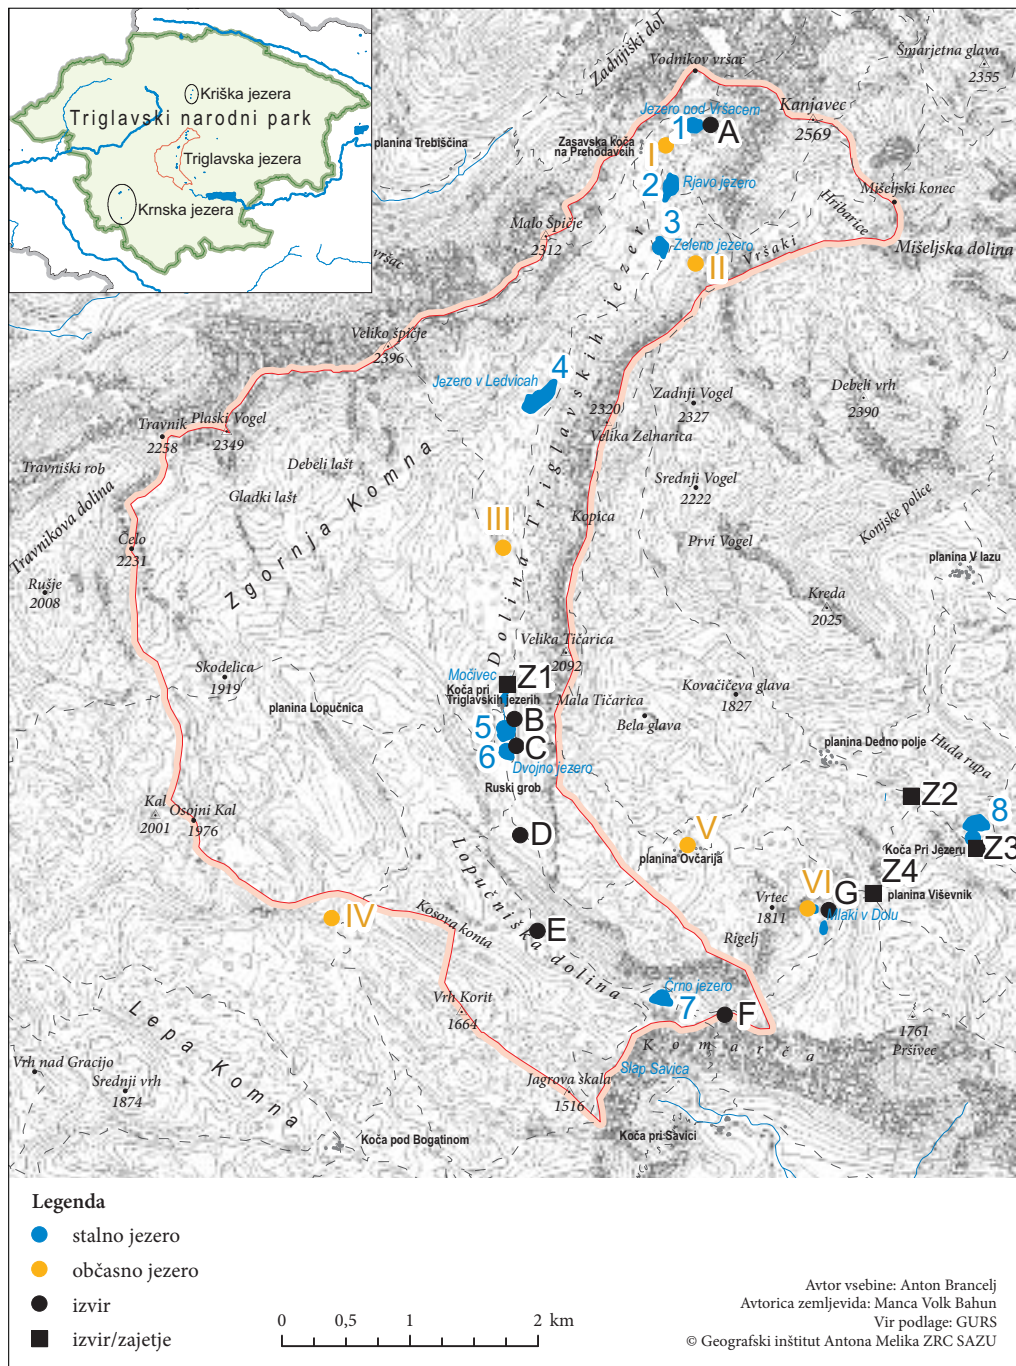 Kriška jezera
Triglavski narodni park
Triglavska jezera
Krnska jezera
Zadnjiški dol
Vodnikov vršac
Šmarjetna glava
2355
Jezero pod Vršacem
Kanjavec
2569
planina Trebiščina
Zasavska koča
na Prehodavcih
1
A
I
2
Rjavo jezero
Mišeljski konec
Hribarice
Malo Špičje
2312
3
Zeleno jezero
Vršaki
Mišeljska dolina
vršac
II
Veliko špičje
2396
4
Jezero v Ledvicah
Dolina Triglavskih jezer
Zadnji Vogel
2327
Debeli vrh
2390
2320
Velika Zelnarica
Travnik
2258
Plaski Vogel
2349
Travniški rob
Debeli lašt
Gladki lašt
Zgornja Komna
Srednji Vogel
2222
Travnikova dolina
III
Kopica
Konjske police
Čelo
2231
Prvi Vogel
planina V lazu
Rušje
2008
Kreda
2025
Velika Tičarica
2092
Skodelica
1919
Močivec
Z1
Koča pri
Triglavskih jezerih
Mala Tičarica
Kovačičeva glava
1827
planina Lopučnica
B
5
Bela glava
C
6
Dvojno jezero
planina Dedno polje
Huda rupa
Ruski grob
Z2
Kal
2001
Osojni Kal
1976
8
D
V
planina Ovčarija
Koča Pri Jezeru
Z3
Lopučniška dolina
Z4
planina Viševnik
Vrtec
1811
VI
G
Mlaki v Dolu
IV
Kosova konta
E
Rigelj
Črno jezero
7
F
Vrh Korit
1664
1761
Pršivec
Komarča
Lepa Komna
Vrh nad Gracijo
Srednji vrh
1874
Slap Savica
Jagrova skala
1516
Koča pod Bogatinom
Koča pri Savici
Legenda
stalno jezero
občasno jezero
izvir
izvir/zajetje
0 0,5 1 2 km
Avtor vsebine: Anton Brancelj
Avtorica zemljevida: Manca Volk Bahun
Vir podlage: GURS
© Geografski inštitut Antona Melika ZRC SAZU